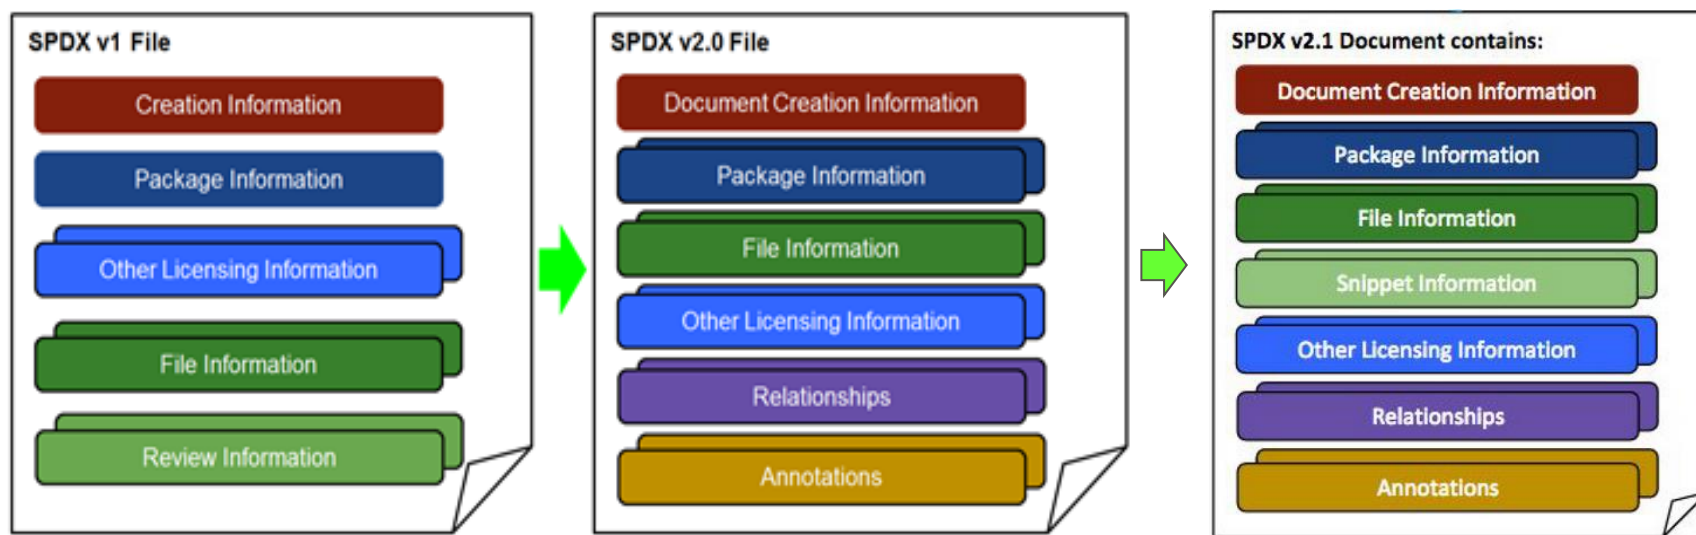 SPDX v1 File
Creation Information
Package Information
Other Licensing Information
File Information
Review Information
SPDX v2.0 File
Document Creation Information
Package Information
File Information
Other Licensing Information
Relationships
Annotations
SPDX v2.1 Document contains:
Document Creation Information
Package Information
File Information
Snippet Information
Other Licensing Information
Relationships
Annotations